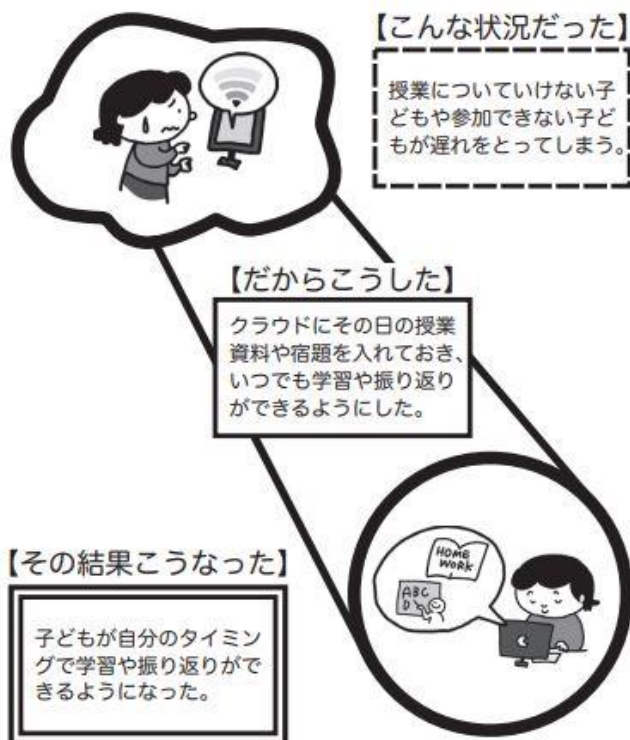 【こんな状況だった】
授業についていけない子
どもや参加できない子ど
もが遅れをとってしまう。
【だからこうした】
クラウドにその日の授業
資料や宿題を入れておき、
いつでも学習や振り返り
ができるようにした。
HOME
WORK
ABC
D
【その結果こうなった】
子どもが自分のタイミン
グで学習や振り返りがで
きるようになった。